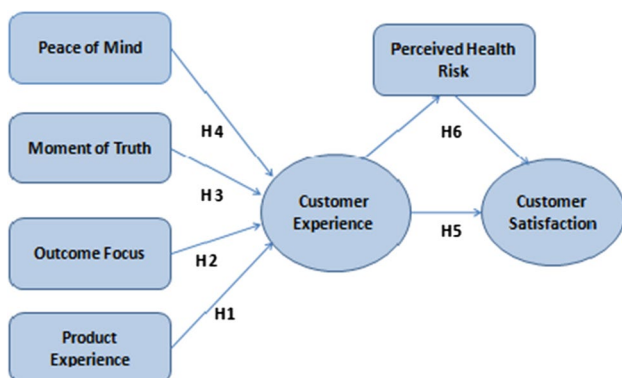 Peace of Mind
Perceived Health
Risk
H4
H6
Moment of Truth
H3
Customer
Experience
Customer
Satisfaction
H5
Outcome Focus
H2
H1
Product
Experience